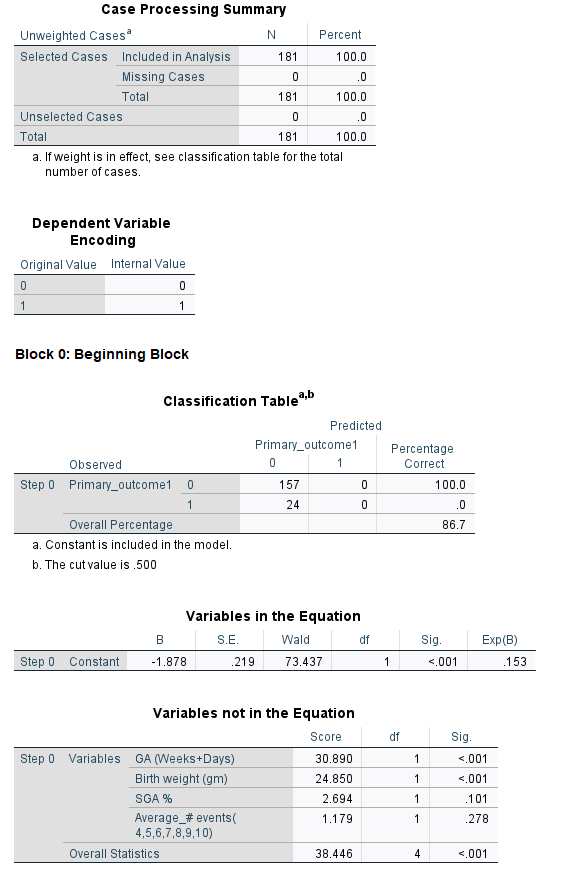 Case Processing Summary
Unweighted Cases^a N Percent
Selected Cases Included in Analysis 181 100.0
Missing Cases 0 .0
Total 181 100.0
Unselected Cases 0 .0
Total 181 100.0
a. If weight is in effect, see classification table for the total
number of cases.
Dependent Variable
Encoding
Original Value Internal Value
0 0
1 1
Block 0: Beginning Block
Classification Table^a,b
Predicted
Primary_outcome1 Percentage
Observed 0 1 Correct
Step 0 Primary_outcome1 0 157 0 100.0
1 24 0 .0
Overall Percentage 86.7
a. Constant is included in the model.
b. The cut value is .500
Variables in the Equation
B S.E. Wald df Sig. Exp(B)
Step 0 Constant -1.878 .219 73.437 1 <.001 .153
Variables not in the Equation
Score df Sig.
Step 0 Variables GA (Weeks+Days) 30.890 1 <.001
Birth weight (gm) 24.850 1 <.001
SGA % 2.694 1 .101
Average_# events( 1.179 1 .278
4,5,6,7,8,9,10)
Overall Statistics 38.446 4 <.001